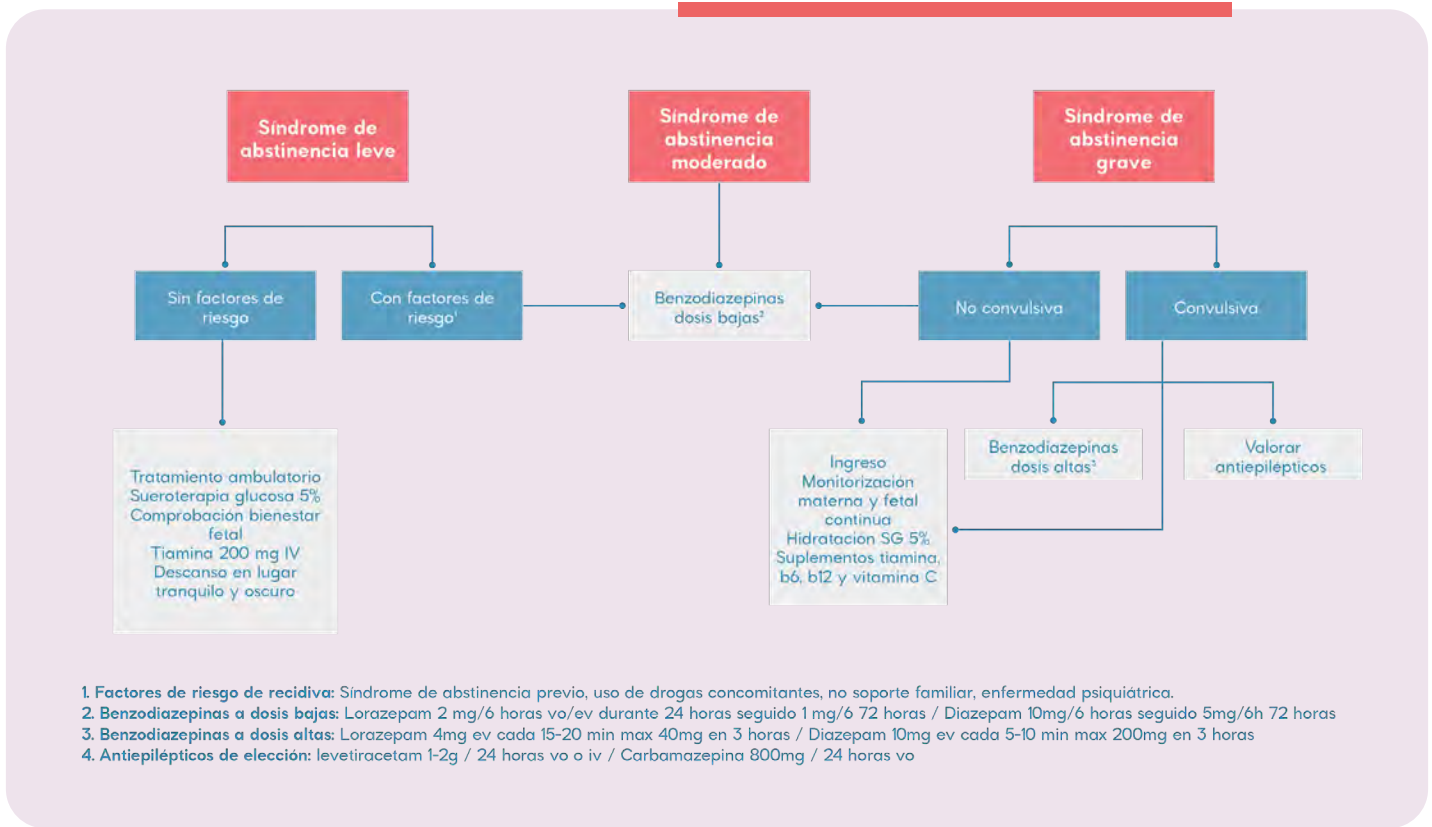 Síndrome de
abstinencia leve
Síndrome de
abstinencia
moderado
Síndrome de
abstinencia
grave
Sin factores de
riesgo
Con factores de
riesgo¹
Benzodiazepinas
dosis bajas²
No convulsiva
Convulsiva
Tratamiento ambulatorio
Sueroterapia glucosa 5%
Comprobación bienestar
fetal
Tiamina 200 mg IV
Descanso en lugar
tranquilo y oscuro
Ingreso
Monitorización
materna y fetal
continua
Hidratación SG 5%
Suplementos tiamina,
b6, b12 y vitamina C
Benzodiazepinas
dosis altas³
Valorar
antiepilépticos
1. Factores de riesgo de recidiva: Síndrome de abstinencia previo, uso de drogas concomitantes, no soporte familiar, enfermedad psiquiátrica.
2. Benzodiazepinas a dosis bajas: Lorazepam 2 mg/6 horas vo/ev durante 24 horas seguido 1 mg/6 72 horas / Diazepam 10mg/6 horas seguido 5mg/6h 72 horas
3. Benzodiazepinas a dosis altas: Lorazepam 4mg ev cada 15-20 min max 40mg en 3 horas / Diazepam 10mg ev cada 5-10 min max 200mg en 3 horas
4. Antiepilépticos de elección: levetiracetam 1-2g / 24 horas vo o iv / Carbamazepina 800mg / 24 horas vo